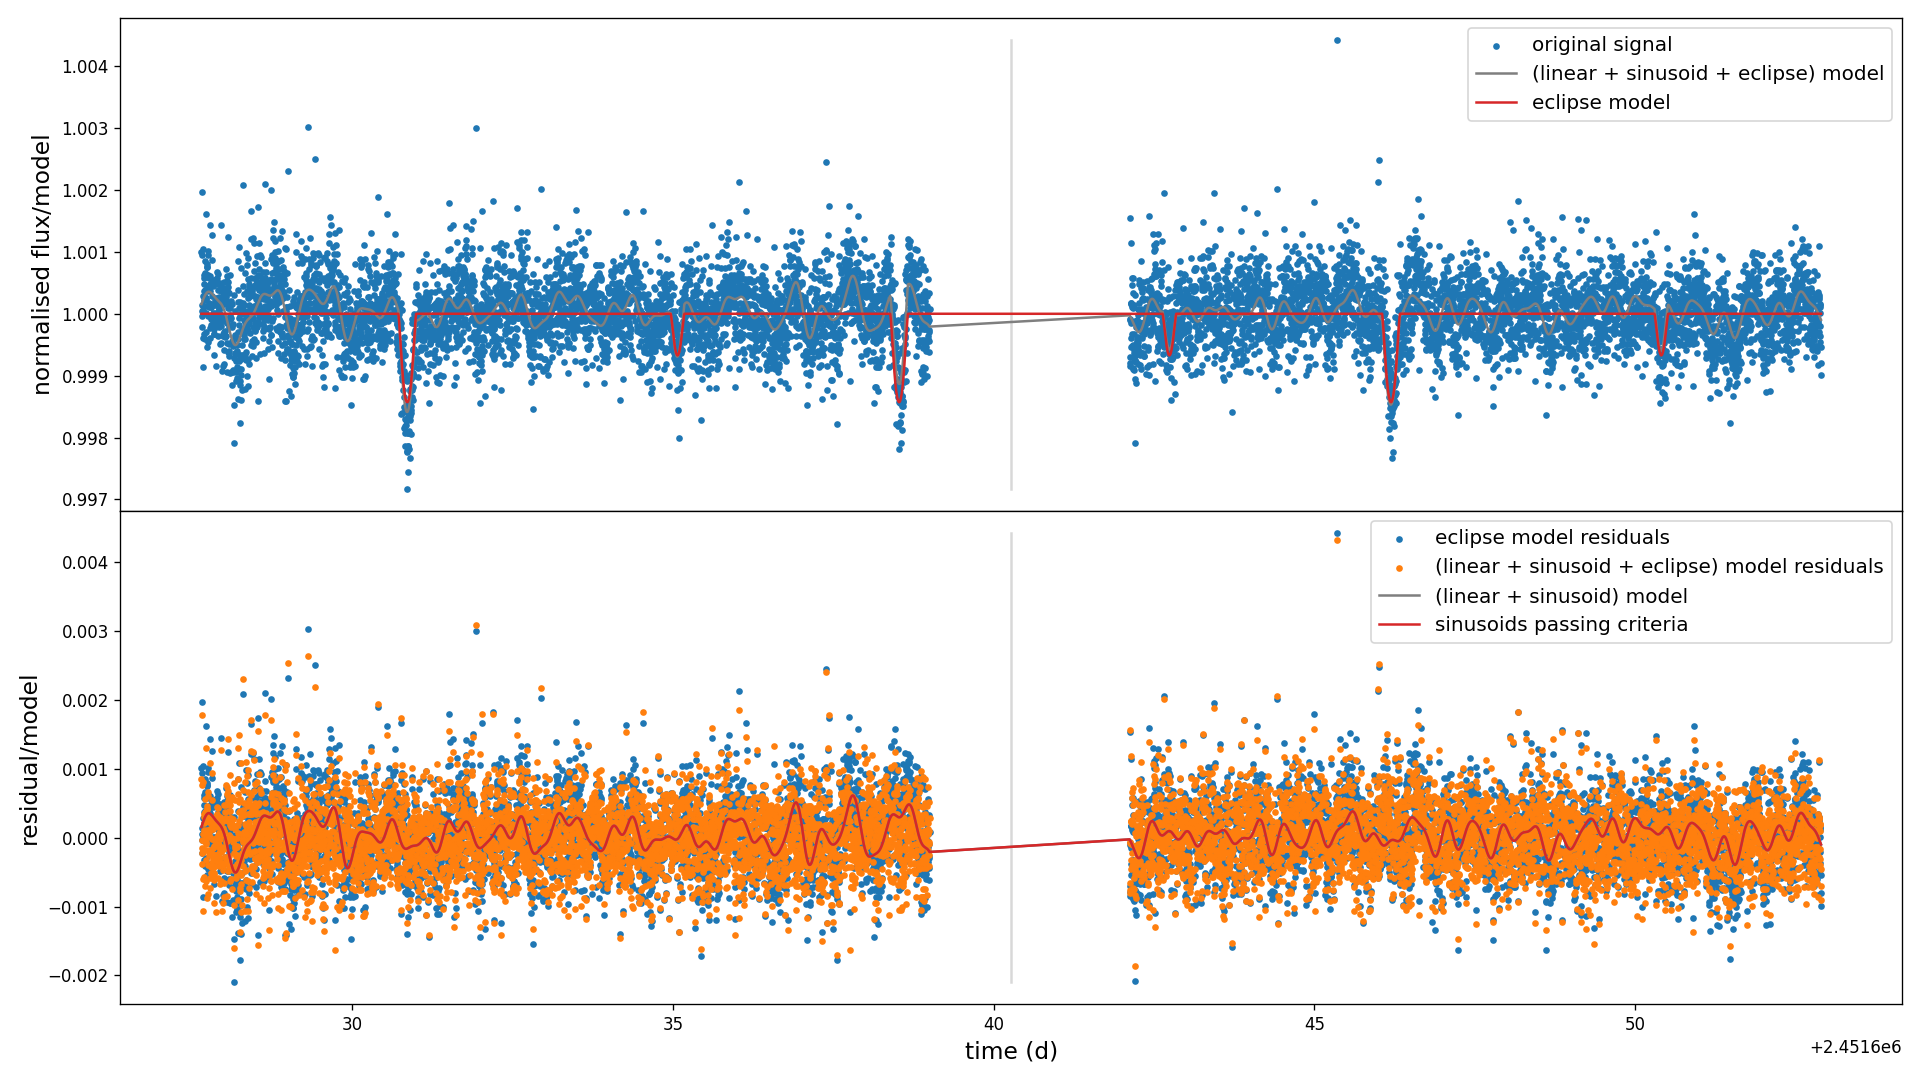 original signal
(linear + sinusoid + eclipse) model
eclipse model
normalised flux/model
1.004
1.003
1.002
1.001
1.000
0.999
0.998
0.997
eclipse model residuals
(linear + sinusoid + eclipse) model residuals
(linear + sinusoid) model
sinusoids passing criteria
residual/model
0.004
0.003
0.002
0.001
0.000
−0.001
−0.002
30 35 40 45 50
time (d)
+2.4516e6